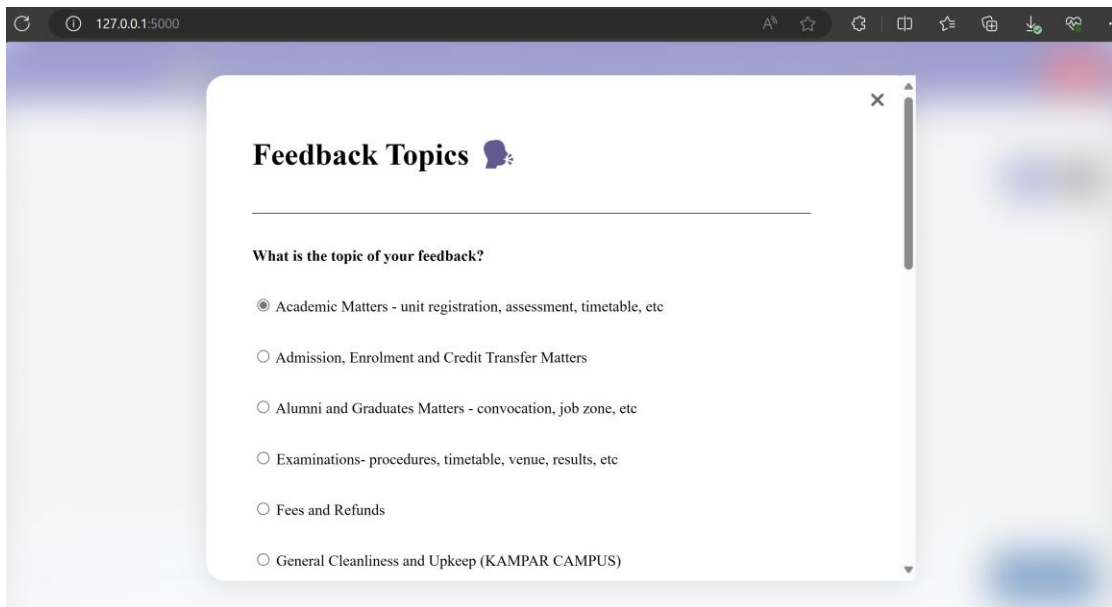 127.0.0.1:5000
Feedback Topics
What is the topic of your feedback?
Academic Matters - unit registration, assessment, timetable, etc
Admission, Enrolment and Credit Transfer Matters
Alumni and Graduates Matters - convocation, job zone, etc
Examinations- procedures, timetable, venue, results, etc
Fees and Refunds
General Cleanliness and Upkeep (KAMPAR CAMPUS)